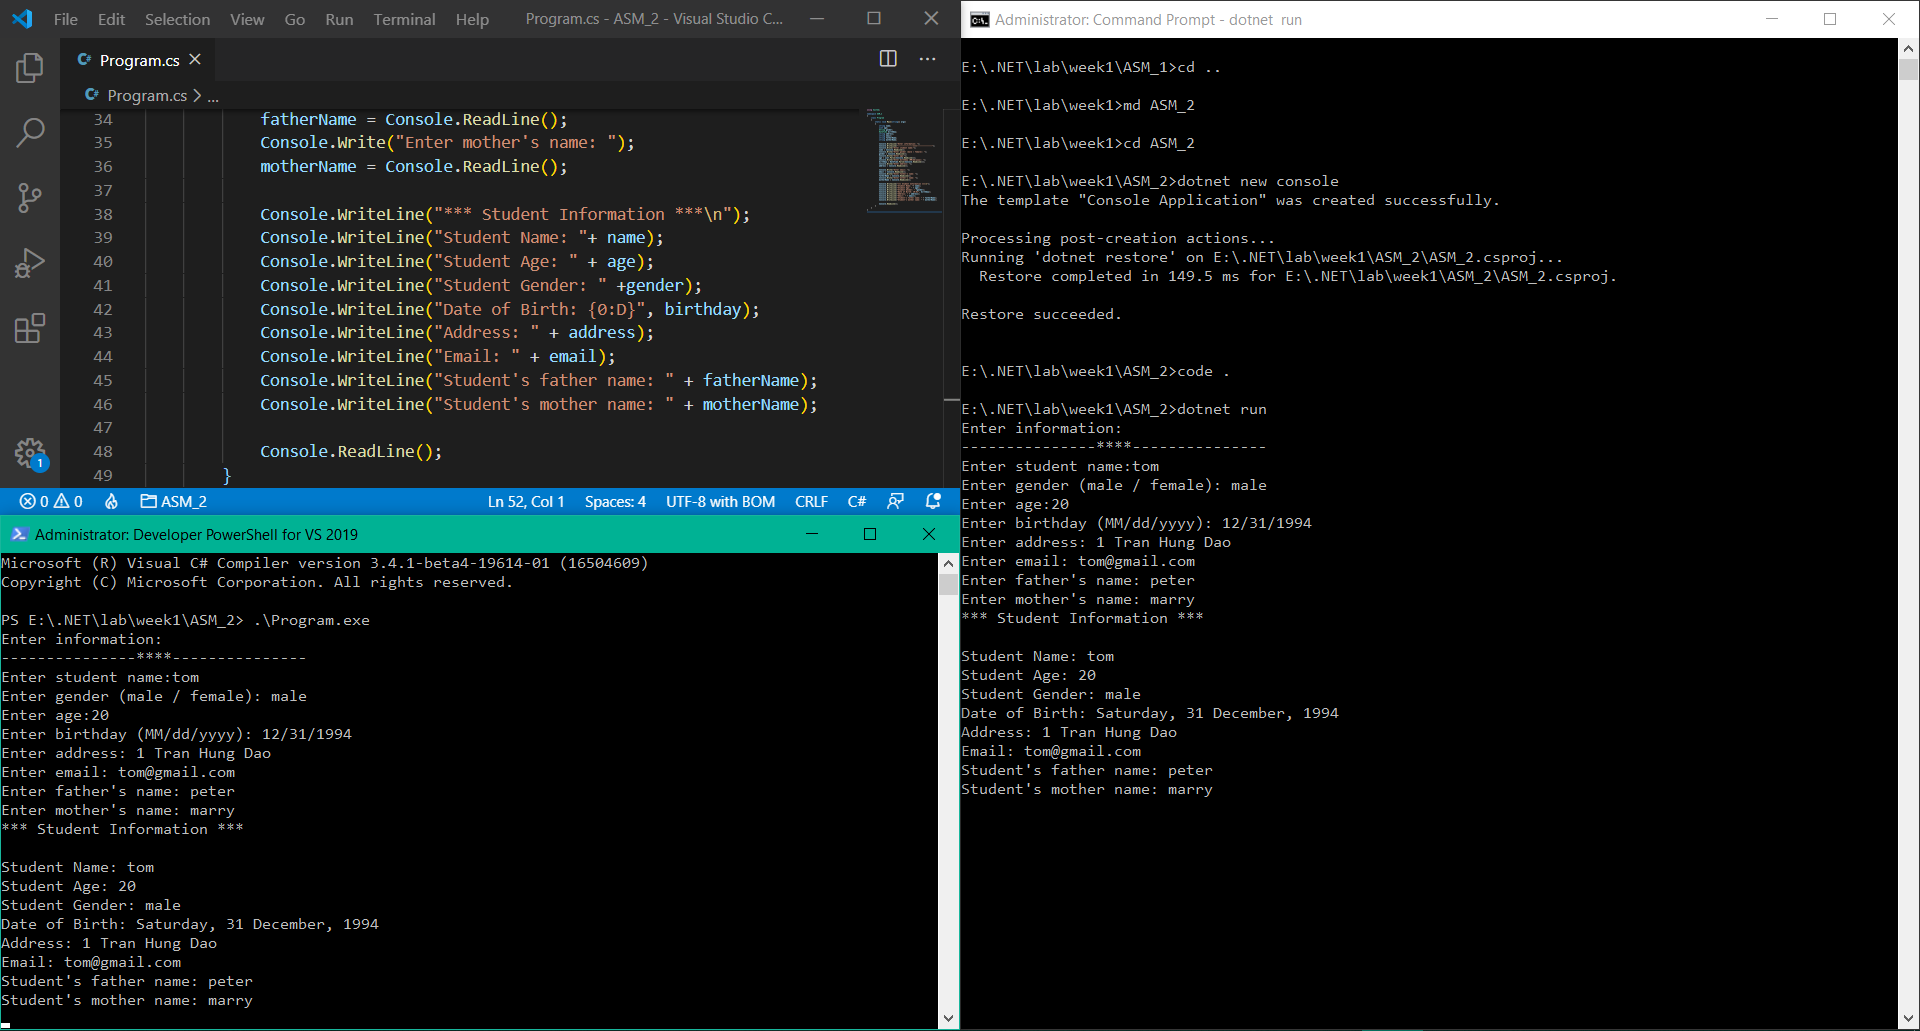 File Edit Selection View Go Run Terminal Help Program.cs - ASM_2 - Visual Studio C...
C# Program.cs
C# Program.cs > ...
34 fatherName = Console.ReadLine();
35 Console.Write("Enter mother's name: ");
36 motherName = Console.ReadLine();
37
38 Console.WriteLine("*** Student Information ***\n");
39 Console.WriteLine("Student Name: "+ name);
40 Console.WriteLine("Student Age: " + age);
41 Console.WriteLine("Student Gender: " +gender);
42 Console.WriteLine("Date of Birth: {0:D}", birthday);
43 Console.WriteLine("Address: " + address);
44 Console.WriteLine("Email: " + email);
45 Console.WriteLine("Student's father name: " + fatherName);
46 Console.WriteLine("Student's mother name: " + motherName);
47
48 Console.ReadLine();
49 }
1
0 0 ASM_2 Ln 52, Col 1 Spaces: 4 UTF-8 with BOM CRLF C#
Administrator: Developer PowerShell for VS 2019
Microsoft (R) Visual C# Compiler version 3.4.1-beta4-19614-01 (16504609)
Copyright (C) Microsoft Corporation. All rights reserved.
PS E:\.NET\lab\week1\ASM_2> .\Program.exe
Enter information:
---------------****---------------
Enter student name:tom
Enter gender (male / female): male
Enter age:20
Enter birthday (MM/dd/yyyy): 12/31/1994
Enter address: 1 Tran Hung Dao
Enter email: tom@gmail.com
Enter father's name: peter
Enter mother's name: marry
*** Student Information ***
Student Name: tom
Student Age: 20
Student Gender: male
Date of Birth: Saturday, 31 December, 1994
Address: 1 Tran Hung Dao
Email: tom@gmail.com
Student's father name: peter
Student's mother name: marry
C:\. Administrator: Command Prompt - dotnet run
E:\.NET\lab\week1\ASM_1>cd ..
E:\.NET\lab\week1>md ASM_2
E:\.NET\lab\week1>cd ASM_2
E:\.NET\lab\week1\ASM_2>dotnet new console
The template "Console Application" was created successfully.
Processing post-creation actions...
Running 'dotnet restore' on E:\.NET\lab\week1\ASM_2\ASM_2.csproj...
Restore completed in 149.5 ms for E:\.NET\lab\week1\ASM_2\ASM_2.csproj.
Restore succeeded.
E:\.NET\lab\week1\ASM_2>code .
E:\.NET\lab\week1\ASM_2>dotnet run
Enter information:
---------------****---------------
Enter student name:tom
Enter gender (male / female): male
Enter age:20
Enter birthday (MM/dd/yyyy): 12/31/1994
Enter address: 1 Tran Hung Dao
Enter email: tom@gmail.com
Enter father's name: peter
Enter mother's name: marry
*** Student Information ***
Student Name: tom
Student Age: 20
Student Gender: male
Date of Birth: Saturday, 31 December, 1994
Address: 1 Tran Hung Dao
Email: tom@gmail.com
Student's father name: peter
Student's mother name: marry